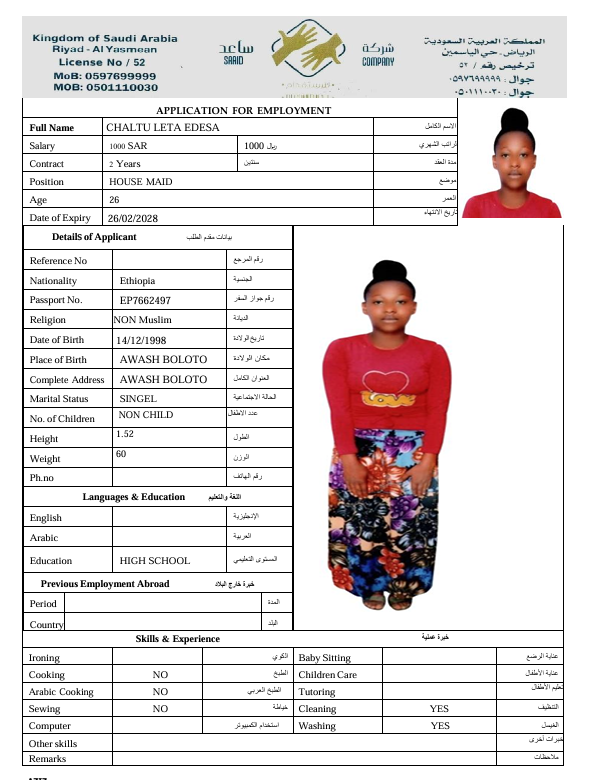 Kingdom of Saudi Arabia
Riyadh - Al Yasmean
License No / 52
MoB: 0597699999
MOB: 0501110030
ساعد
SAAID
شركة
COMPANY
المملكة العربية السعودية
الرياض، حي الياسمين
ترخيص رقم / ٥٢
جوال : ٠٥٩٧٦٩٩٩٩٩
جوال : ٠٥٠١١١٠٠٣٠
APPLICATION FOR EMPLOYMENT
Full Name CHALTU LETA EDESA الاسم الكامل
Salary 1000 SAR 1000 ريال الراتب الشهري
Contract 2 Years سنتين مدة العقد
Position HOUSE MAID موضع
Age 26 العمر
Date of Expiry 26/02/2028 تاريخ الانتهاء
Details of Applicant بيانات مقدم الطلب
Reference No رقم المرجع
Nationality Ethiopia الجنسية
Passport No. EP7662497 رقم جواز السفر
Religion NON Muslim الديانة
Date of Birth 14/12/1998 تاريخ الولادة
Place of Birth AWASH BOLOTO مكان الولادة
Complete Address AWASH BOLOTO العنوان الكامل
Marital Status SINGEL الحالة الاجتماعية
No. of Children NON CHILD عدد الاطفال
Height 1.52 الطول
Weight 60 الوزن
Ph.no رقم الهاتف
Languages & Education اللغة والتعليم
English الإنجليزية
Arabic العربية
Education HIGH SCHOOL المستوى التعليمي
Previous Employment Abroad خبرة خارج البلاد
Period المدة
Country البلد
Skills & Experience خبرة عملية
Ironing الكوي Baby Sitting عناية الرضع
Cooking NO الطبخ Children Care عناية الأطفال
Arabic Cooking NO الطبخ العربي Tutoring تعليم الأطفال
Sewing NO خياطة Cleaning YES التنظيف
Computer استخدام الكمبيوتر Washing YES الغسيل
Other skills خبرات أخرى
Remarks ملاحظات